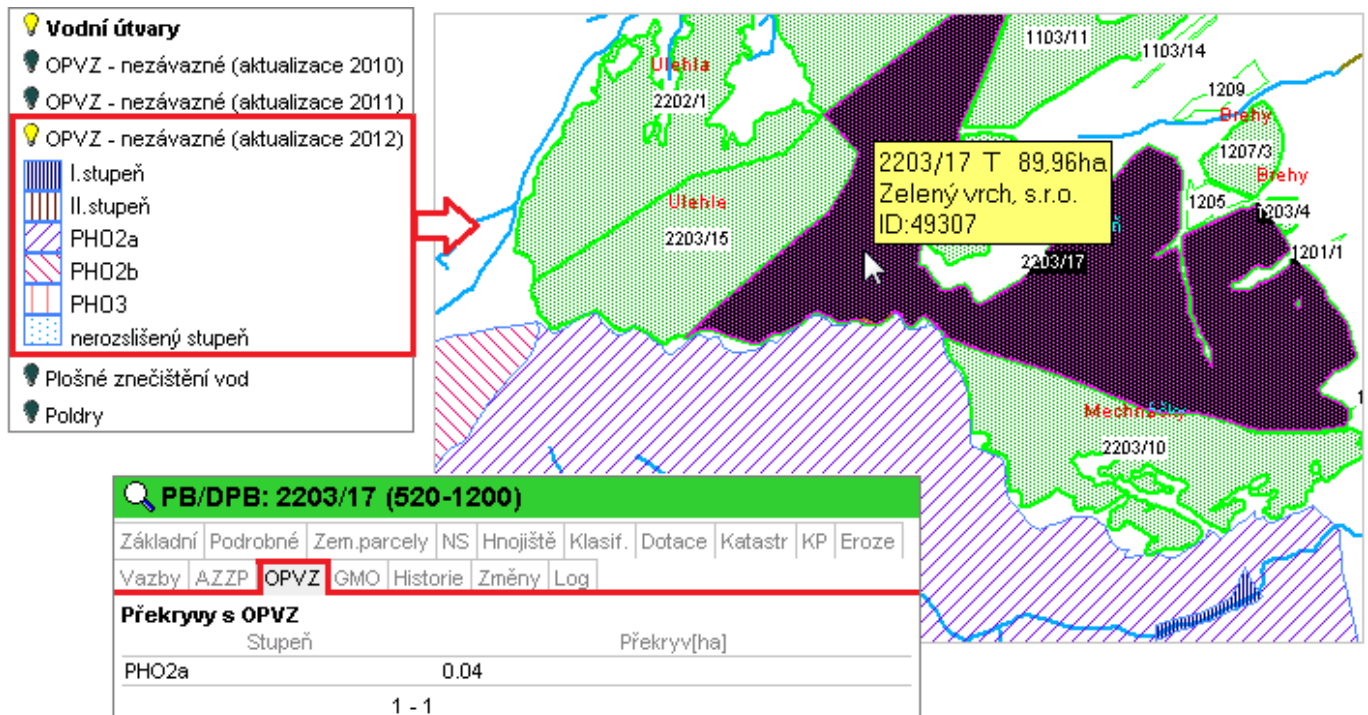 Vodní útvary
OPVZ - nezávazné (aktualizace 2010)
OPVZ - nezávazné (aktualizace 2011)
OPVZ - nezávazné (aktualizace 2012)
I.stupeň
II.stupeň
PHO2a
PHO2b
PHO3
nerozslišený stupeň
Plošné znečištění vod
Poldry
1103/11
1103/14
Ulehla
2202/1
1209
Brehy
1207/3
Brehy
2203/17 T 89,96ha
Zelený vrch, s.r.o.
ID:49307
Ulehle
2203/15
1205
1203/4
1201/1
2203/17
2203/10
PB/DPB: 2203/17 (520-1200)
Základní Podrobné Zem.parcely NS Hnojiště Klasif. Dotace Katastr KP Eroze
Vazby AZZP OPVZ GMO Historie Změny Log
Překryvy s OPVZ
Stupeň Překryv[ha]
PHO2a 0.04
1 - 1